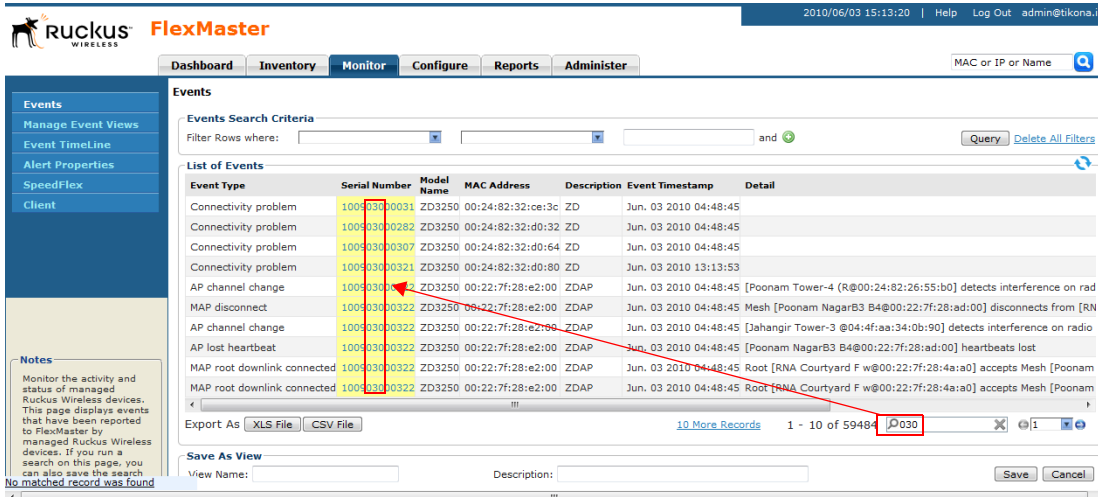 2010/06/03 15:13:20 | Help Log Out admin@tikona.i
Ruckus WIRELESS FlexMaster
Dashboard Inventory Monitor Configure Reports Administer MAC or IP or Name
Events
Manage Event Views
Event TimeLine
Alert Properties
SpeedFlex
Client
Events
Events Search Criteria
Filter Rows where: and Query Delete All Filters
List of Events
Event Type Serial Number Model Name MAC Address Description Event Timestamp Detail
Connectivity problem 100903000031 ZD3250 00:24:82:32:ce:3c ZD Jun. 03 2010 04:48:45
Connectivity problem 100903000282 ZD3250 00:24:82:32:d0:32 ZD Jun. 03 2010 04:48:45
Connectivity problem 100903000307 ZD3250 00:24:82:32:d0:64 ZD Jun. 03 2010 04:48:45
Connectivity problem 100903000321 ZD3250 00:24:82:32:d0:80 ZD Jun. 03 2010 13:13:53
AP channel change 100903000322 ZD3250 00:22:7f:28:e2:00 ZDAP Jun. 03 2010 04:48:45 [Poonam Tower-4 (R@00:24:82:26:55:b0] detects interference on rad
MAP disconnect 100903000322 ZD3250 00:22:7f:28:e2:00 ZDAP Jun. 03 2010 04:48:45 Mesh [Poonam NagarB3 B4@00:22:7f:28:ad:00] disconnects from [RN
AP channel change 100903000322 ZD3250 00:22:7f:28:e2:00 ZDAP Jun. 03 2010 04:48:45 [Jahangir Tower-3 @04:4f:aa:34:0b:90] detects interference on radio
AP lost heartbeat 100903000322 ZD3250 00:22:7f:28:e2:00 ZDAP Jun. 03 2010 04:48:45 [Poonam NagarB3 B4@00:22:7f:28:ad:00] heartbeats lost
MAP root downlink connected 100903000322 ZD3250 00:22:7f:28:e2:00 ZDAP Jun. 03 2010 04:48:45 Root [RNA Courtyard F w@00:22:7f:28:4a:a0] accepts Mesh [Poonam
MAP root downlink connected 100903000322 ZD3250 00:22:7f:28:e2:00 ZDAP Jun. 03 2010 04:48:45 Root [RNA Courtyard F w@00:22:7f:28:4a:a0] accepts Mesh [Poonam
Export As XLS File CSV File 10 More Records 1 - 10 of 59484 030 1
Save As View
View Name: Description: Save Cancel
Notes
Monitor the activity and
status of managed
Ruckus Wireless devices.
This page displays events
that have been reported
to FlexMaster by
managed Ruckus Wireless
devices. If you run a
search on this page, you
can also save the search
No matched record was found